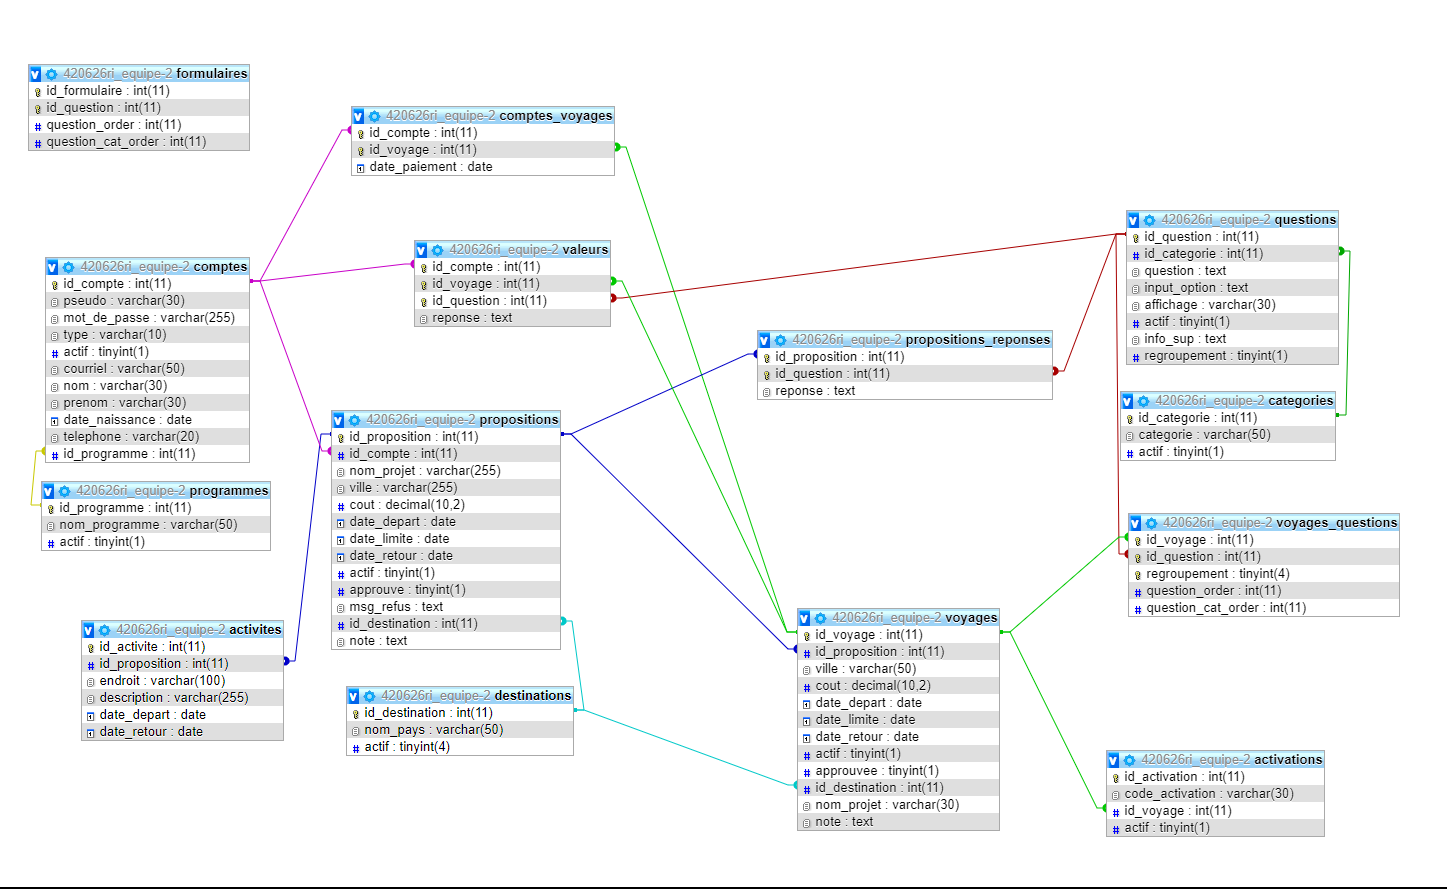 420626ri_equipe-2 formulaires
id_formulaire : int(11)
id_question : int(11)
question_order : int(11)
question_cat_order : int(11)
420626ri_equipe-2 comptes_voyages
id_compte : int(11)
id_voyage : int(11)
date_paiement : date
420626ri_equipe-2 questions
id_question : int(11)
id_categorie : int(11)
question : text
input_option : text
affichage : varchar(30)
actif : tinyint(1)
info_sup : text
regroupement : tinyint(1)
420626ri_equipe-2 valeurs
id_compte : int(11)
id_voyage : int(11)
id_question : int(11)
reponse : text
420626ri_equipe-2 comptes
id_compte : int(11)
pseudo : varchar(30)
mot_de_passe : varchar(255)
type : varchar(10)
actif : tinyint(1)
courriel : varchar(50)
nom : varchar(30)
prenom : varchar(30)
date_naissance : date
telephone : varchar(20)
id_programme : int(11)
420626ri_equipe-2 propositions_reponses
id_proposition : int(11)
id_question : int(11)
reponse : text
420626ri_equipe-2 categories
id_categorie : int(11)
categorie : varchar(50)
actif : tinyint(1)
420626ri_equipe-2 propositions
id_proposition : int(11)
id_compte : int(11)
nom_projet : varchar(255)
ville : varchar(255)
cout : decimal(10,2)
date_depart : date
date_limite : date
date_retour : date
actif : tinyint(1)
approuve : tinyint(1)
msg_refus : text
id_destination : int(11)
note : text
420626ri_equipe-2 programmes
id_programme : int(11)
nom_programme : varchar(50)
actif : tinyint(1)
420626ri_equipe-2 voyages_questions
id_voyage : int(11)
id_question : int(11)
regroupement : tinyint(4)
question_order : int(11)
question_cat_order : int(11)
420626ri_equipe-2 activites
id_activite : int(11)
id_proposition : int(11)
endroit : varchar(100)
description : varchar(255)
date_depart : date
date_retour : date
420626ri_equipe-2 voyages
id_voyage : int(11)
id_proposition : int(11)
ville : varchar(50)
cout : decimal(10,2)
date_depart : date
date_limite : date
date_retour : date
actif : tinyint(1)
approuvee : tinyint(1)
id_destination : int(11)
nom_projet : varchar(30)
note : text
420626ri_equipe-2 destinations
id_destination : int(11)
nom_pays : varchar(50)
actif : tinyint(4)
420626ri_equipe-2 activations
id_activation : int(11)
code_activation : varchar(30)
id_voyage : int(11)
actif : tinyint(1)